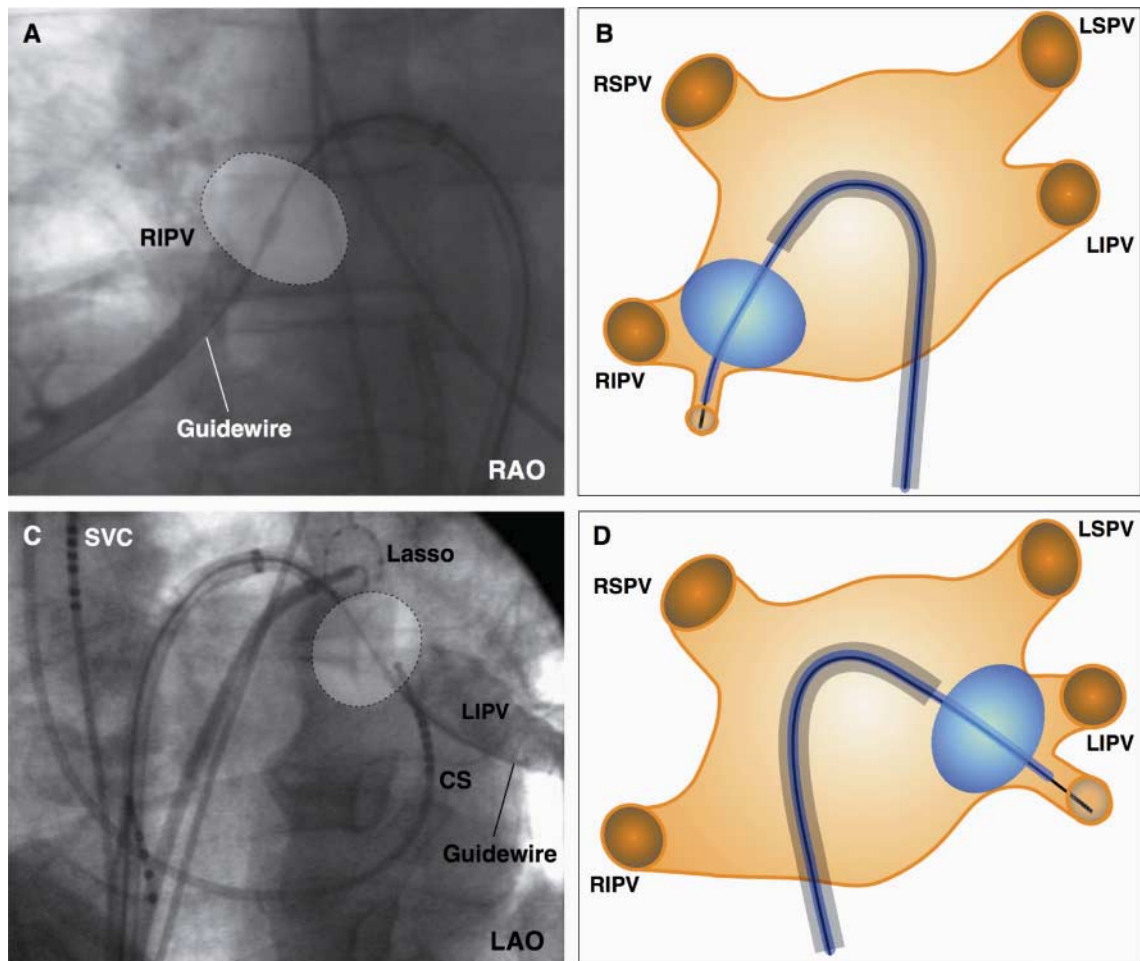 A
RIPV
Guidewire
RAO
B
LSPV
RSPV
LIPV
RIPV
C
SVC
Lasso
LIPV
CS
Guidewire
LAO
D
LSPV
RSPV
LIPV
RIPV